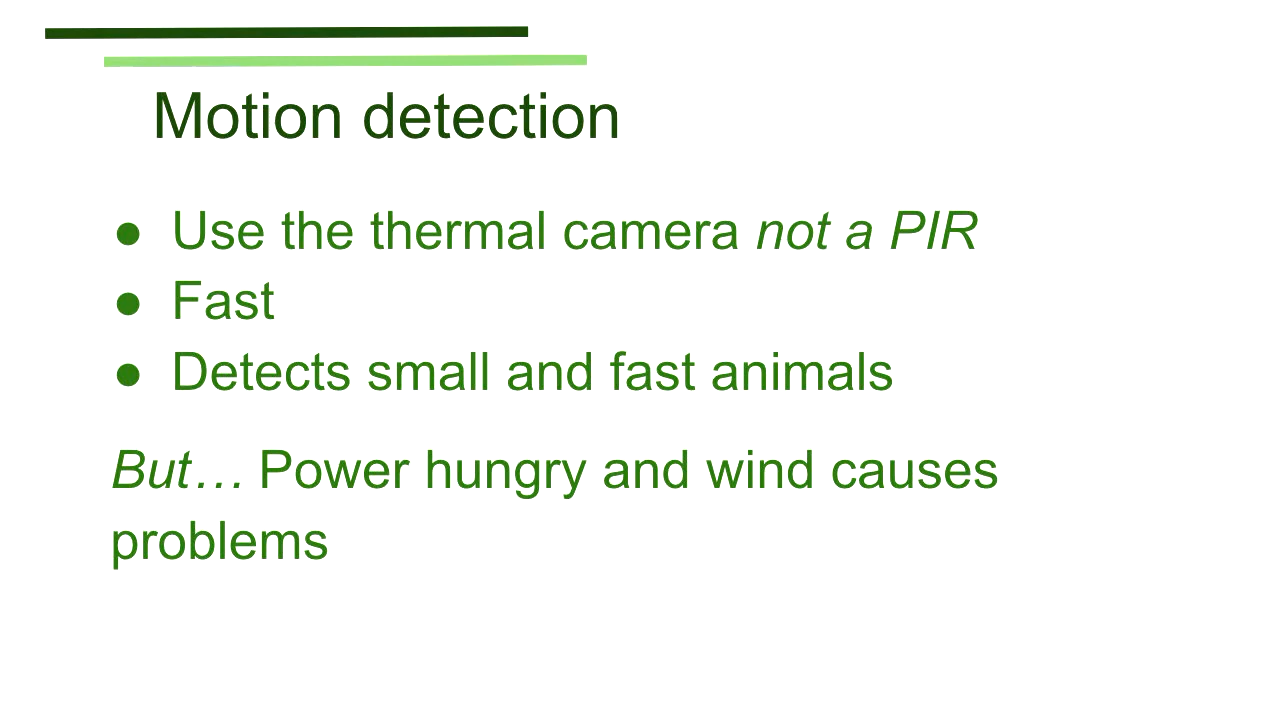 Motion detection
● Use the thermal camera not a PIR
● Fast
● Detects small and fast animals
But… Power hungry and wind causes
problems